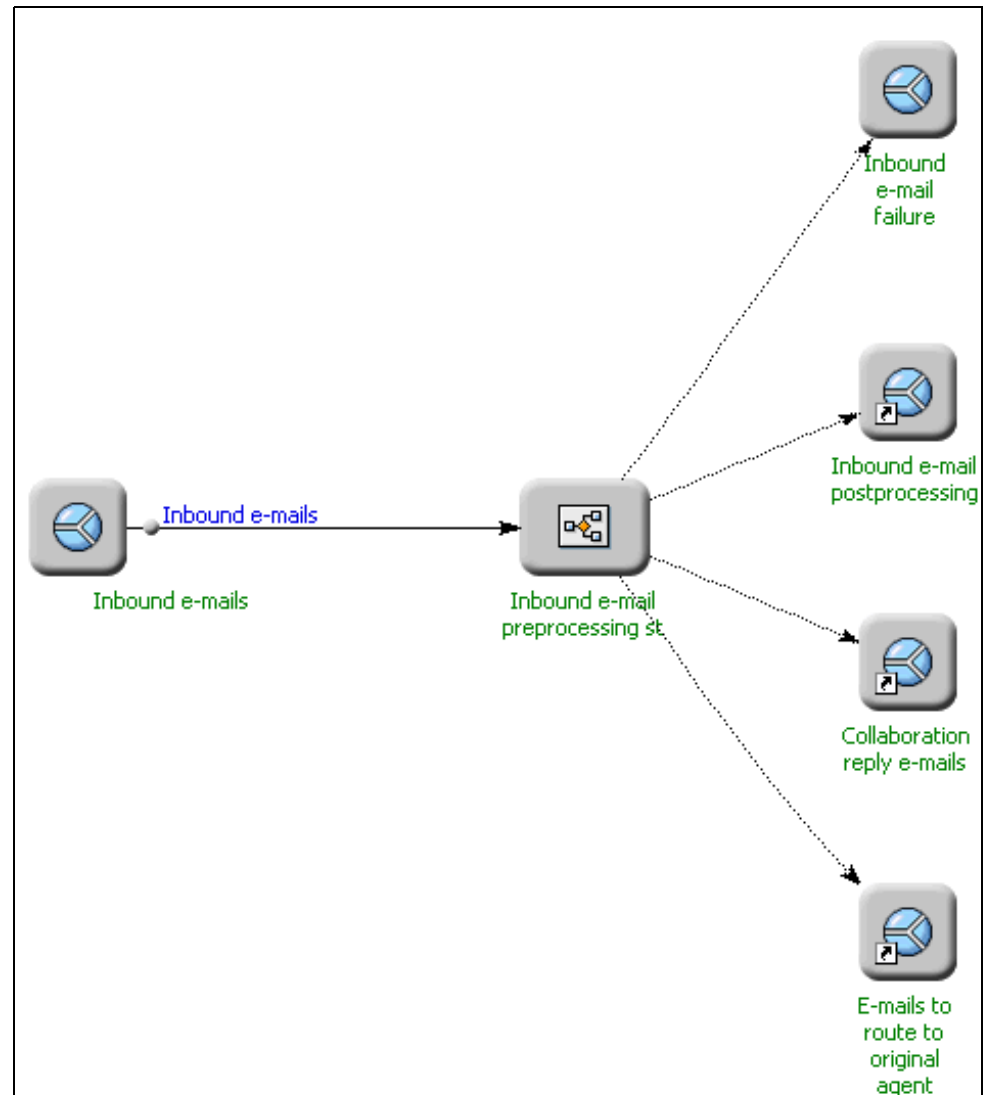 Inbound
e-mail
failure
Inbound e-mail
postprocessing
Inbound e-mails
Inbound e-mails
Inbound e-mail
preprocessing st
Collaboration
reply e-mails
E-mails to
route to
original
agent